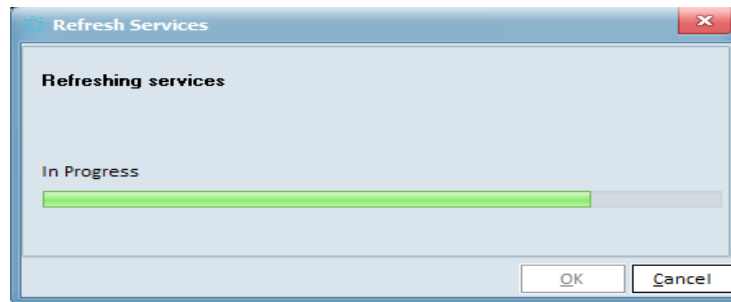 Refresh Services
Refreshing services
In Progress
OK Cancel